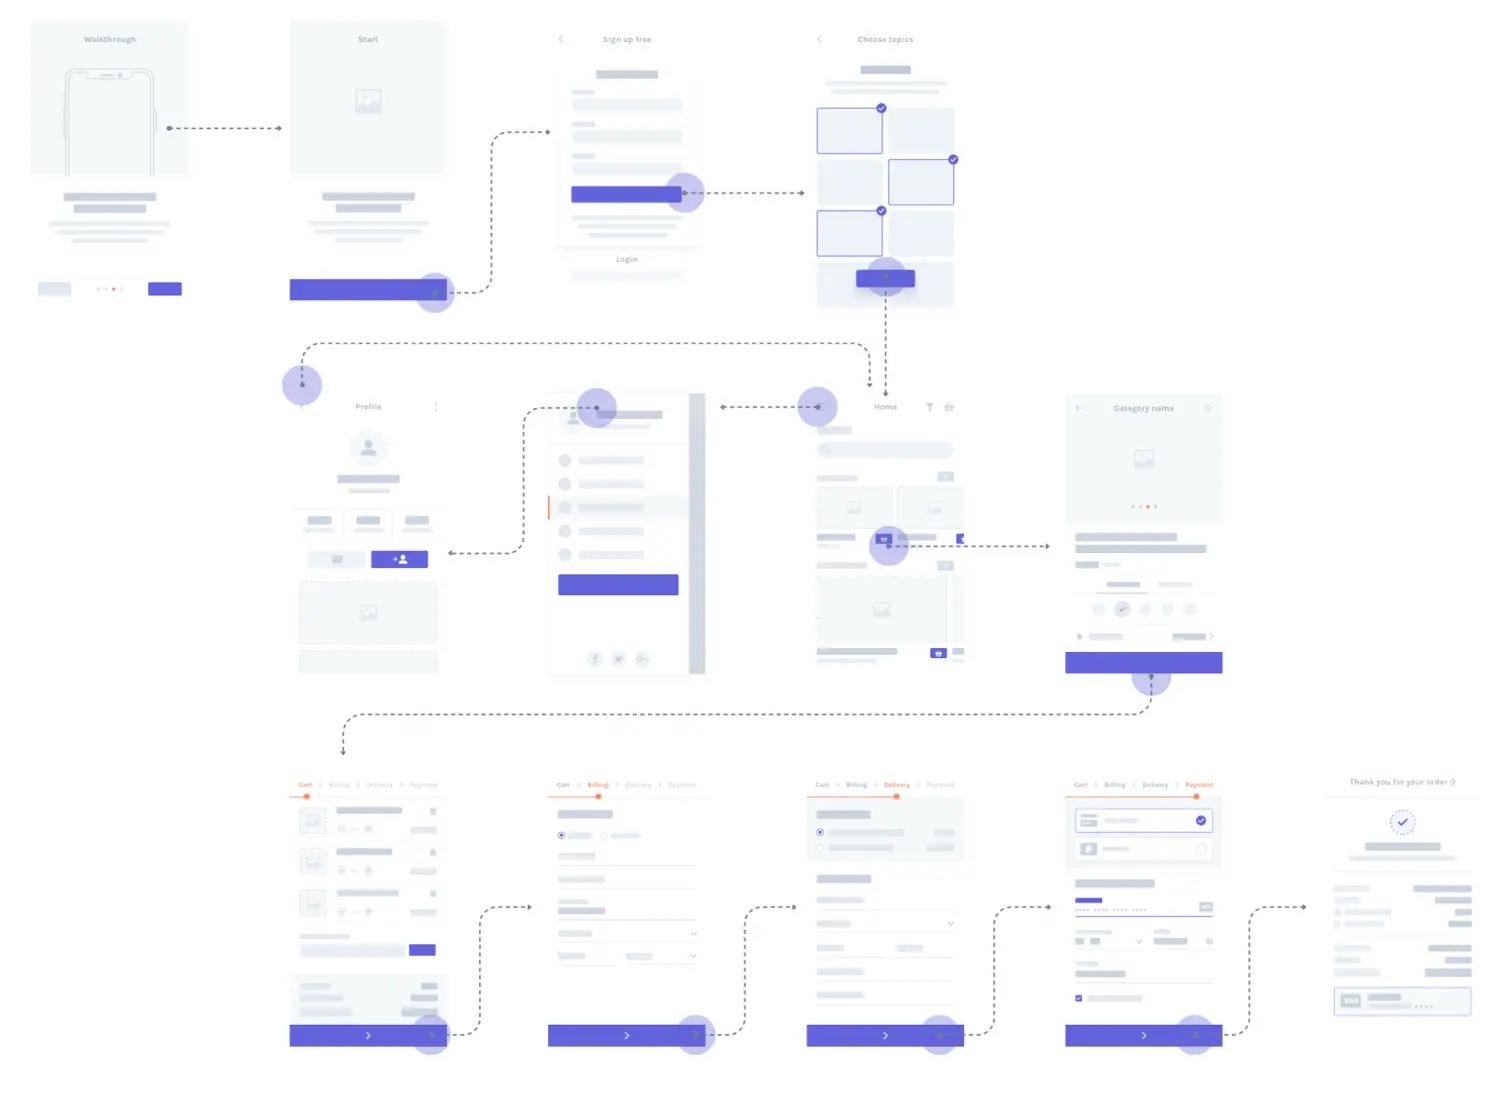 Walkthrough
Start
Sign up free
Choose topics
Login
Profile
Home
Category name
Cart > Billing > Delivery > Payment
Cart > Billing > Delivery > Payment
Cart > Billing > Delivery > Payment
Cart > Billing > Delivery > Payment
Thank you for your order :)
VISA